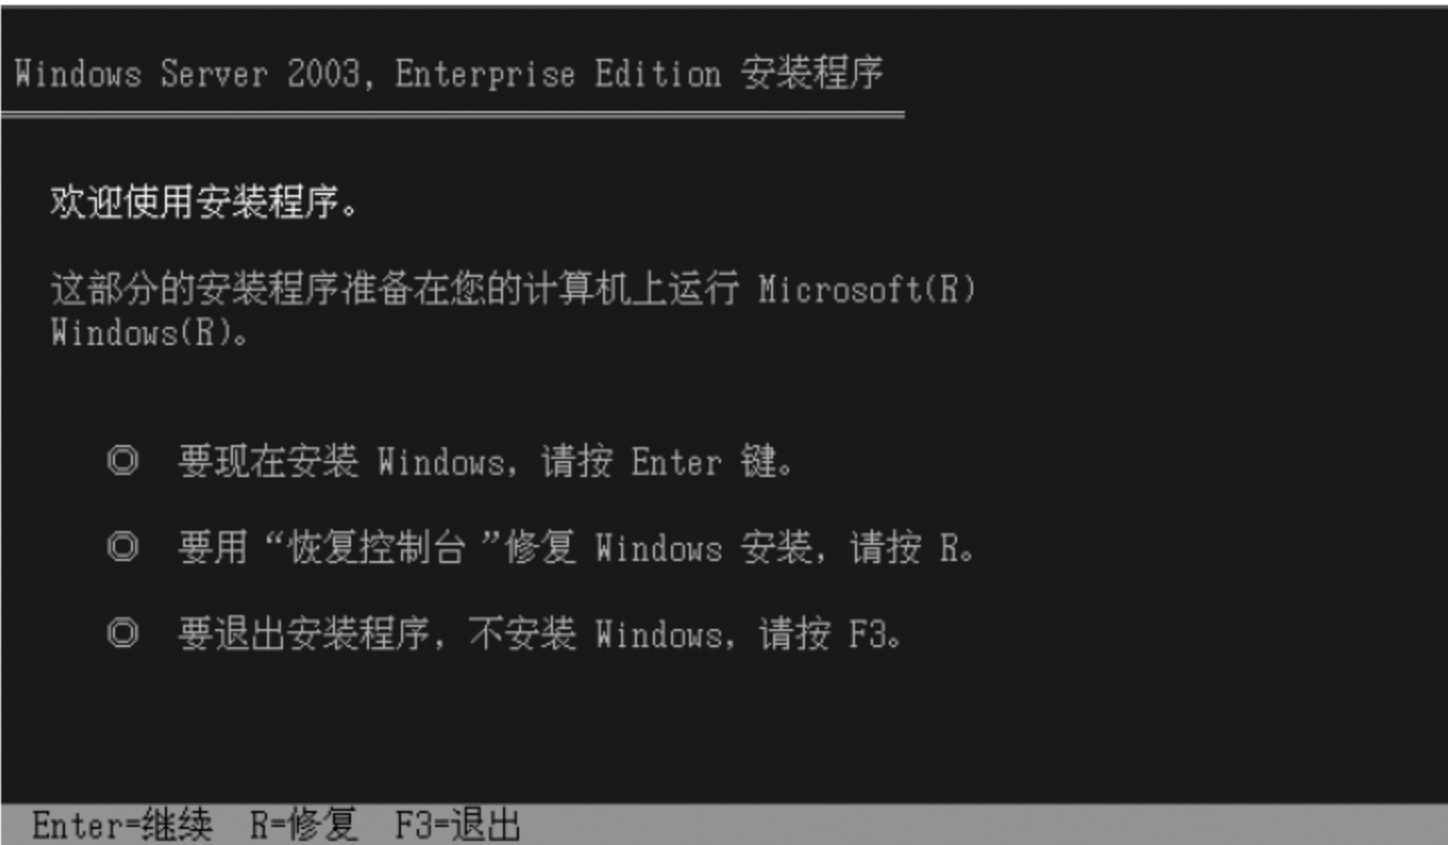 Windows Server 2003, Enterprise Edition 安装程序
欢迎使用安装程序。
这部分的安装程序准备在您的计算机上运行 Microsoft(R)
Windows(R)。
◎ 要现在安装 Windows，请按 Enter 键。
◎ 要用“恢复控制台 ”修复 Windows 安装，请按 R。
◎ 要退出安装程序，不安装 Windows，请按 F3。
Enter=继续 R=修复 F3=退出